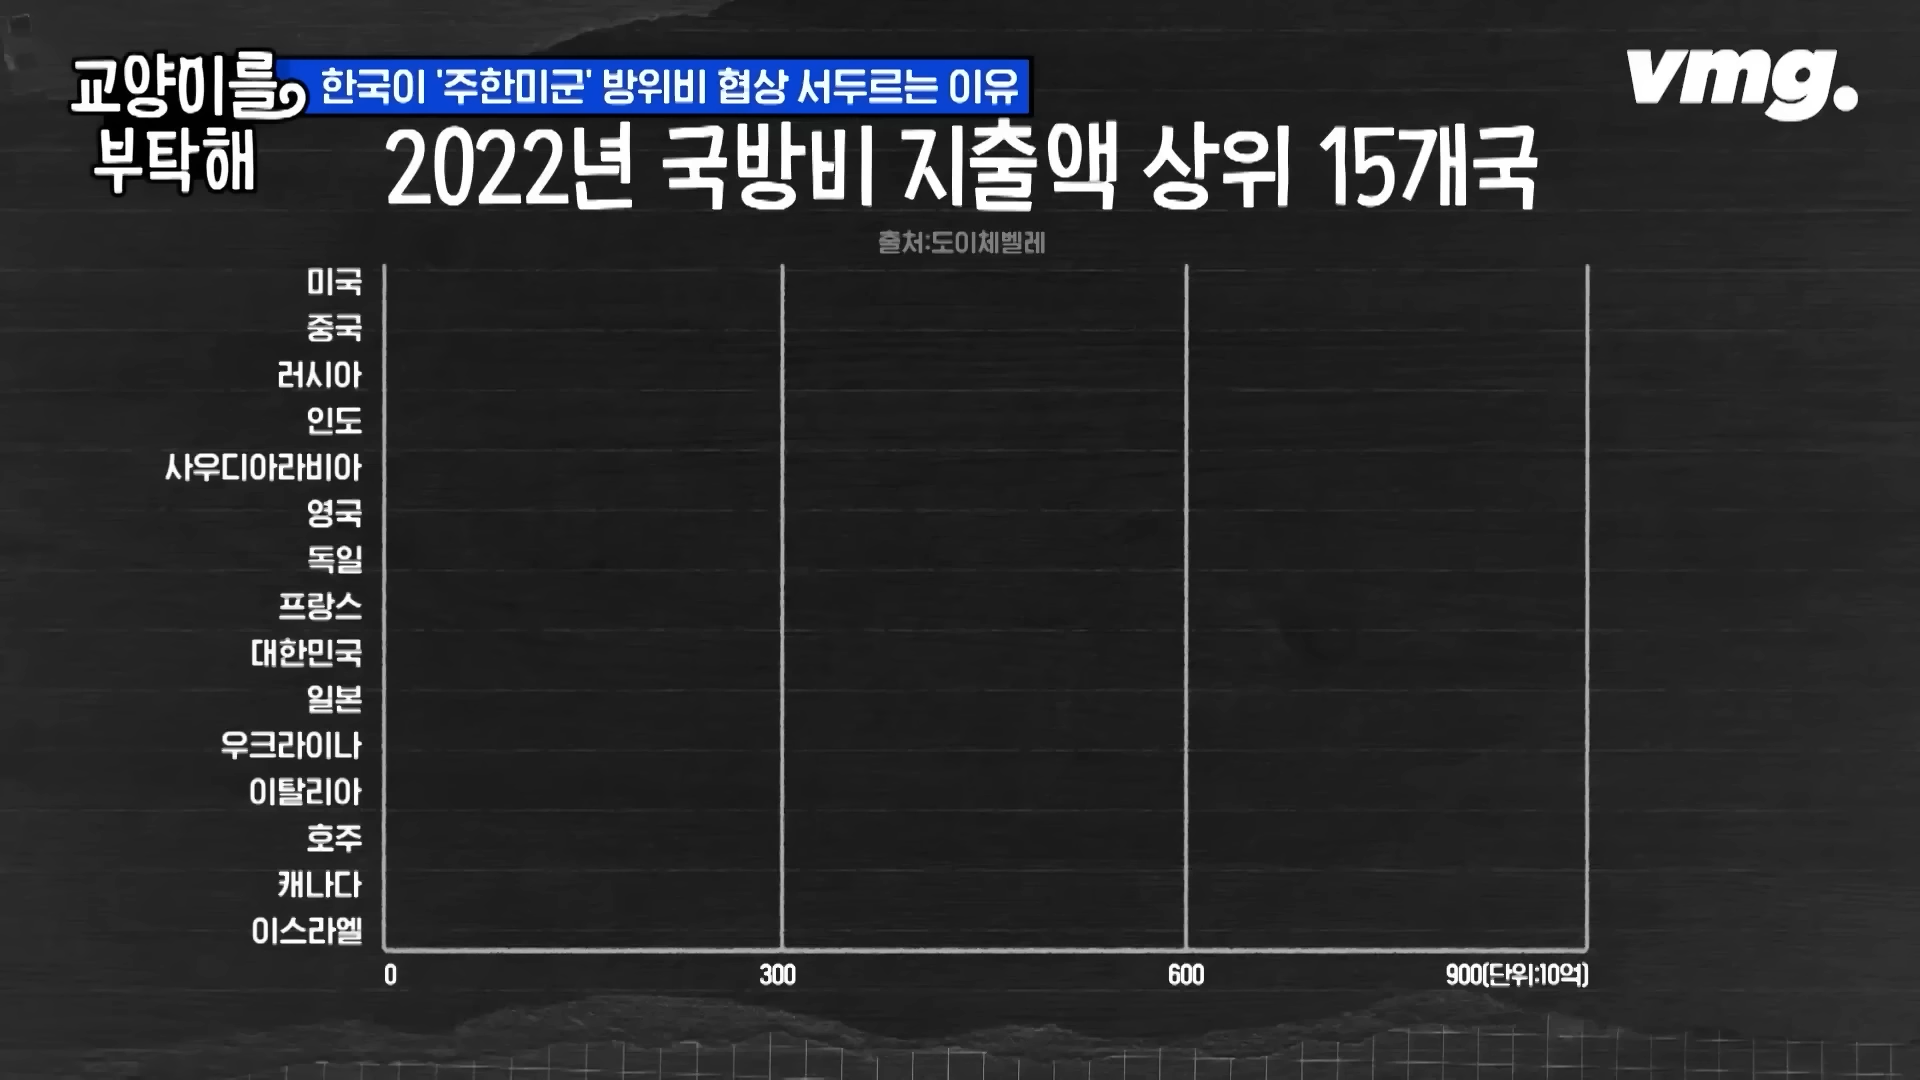 교양이를
부탁해
한국이 '주한미군' 방위비 협상 서두르는 이유
vmg.
2022년 국방비 지출액 상위 15개국
출처:도이체벨레
미국
중국
러시아
인도
사우디아라비아
영국
독일
프랑스
대한민국
일본
우크라이나
이탈리아
호주
캐나다
이스라엘
0 300 600 900(단위:10억)